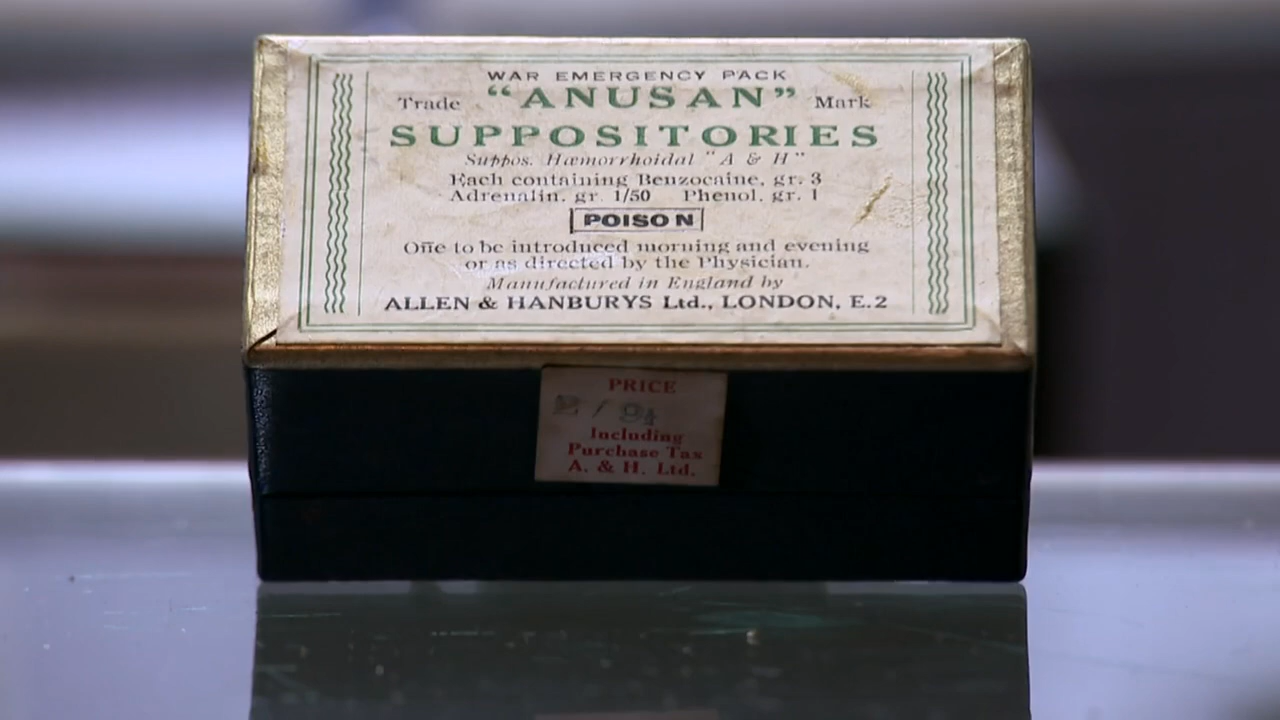 WAR EMERGENCY PACK
Trade "ANUSAN" Mark
SUPPOSITORIES
Suppos. Hæmorrhoidal "A & H"
Each containing Benzocaine, gr. 3
Adrenalin, gr. 1/50 Phenol, gr. 1
POISON
One to be introduced morning and evening
or as directed by the Physician.
Manufactured in England by
ALLEN & HANBURYS Ltd., LONDON, E.2
PRICE
Including
Purchase Tax
A. & H. Ltd.